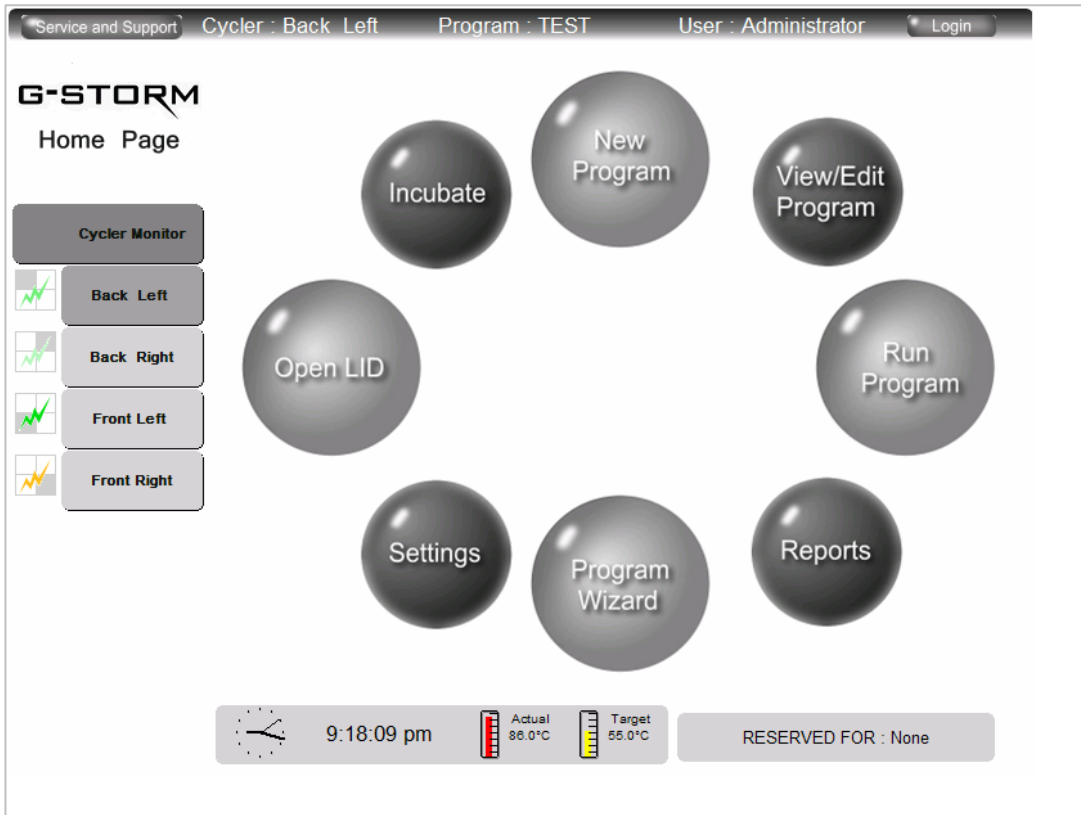 Service and Support Cycler : Back Left Program : TEST User : Administrator Login
G-STORM
Home Page
Cycler Monitor
Back Left
Back Right
Front Left
Front Right
New
Program
Incubate
View/Edit
Program
Open LID
Run
Program
Settings
Program
Wizard
Reports
9:18:09 pm
Actual
86.0°C
Target
55.0°C
RESERVED FOR : None